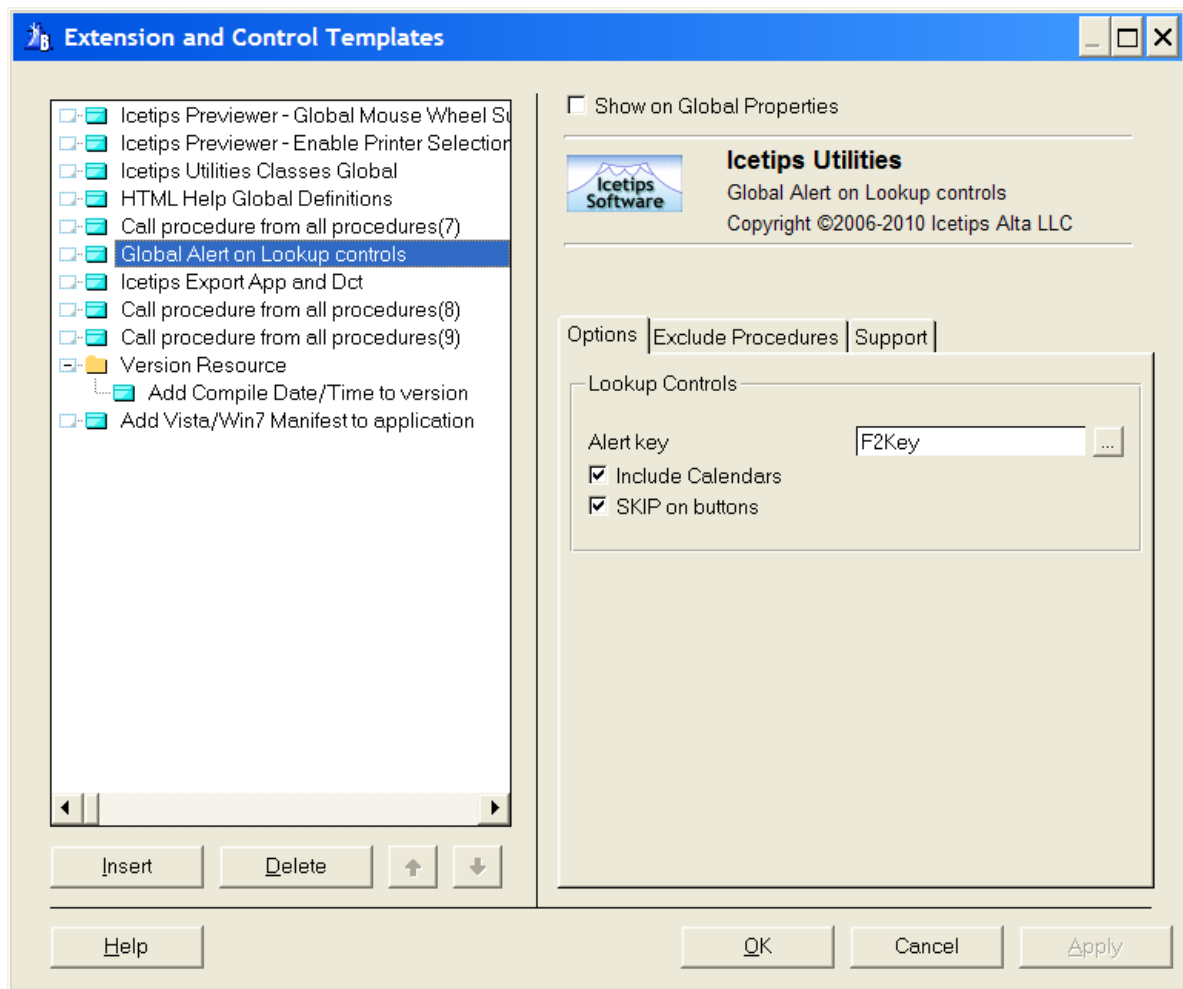 Extension and Control Templates
Icetips Previewer - Global Mouse Wheel
Icetips Previewer - Enable Printer Selection
Icetips Utilities Classes Global
HTML Help Global Definitions
Call procedure from all procedures(7)
Global Alert on Lookup controls
Icetips Export App and Dct
Call procedure from all procedures(8)
Call procedure from all procedures(9)
Version Resource
Add Compile Date/Time to version
Add Vista/Win7 Manifest to application
Insert
Delete
Show on Global Properties
Icetips
Software
Icetips Utilities
Global Alert on Lookup controls
Copyright ©2006-2010 Icetips Alta LLC
Options
Exclude Procedures
Support
Lookup Controls
Alert key
F2Key
...
Include Calendars
SKIP on buttons
Help
OK
Cancel
Apply